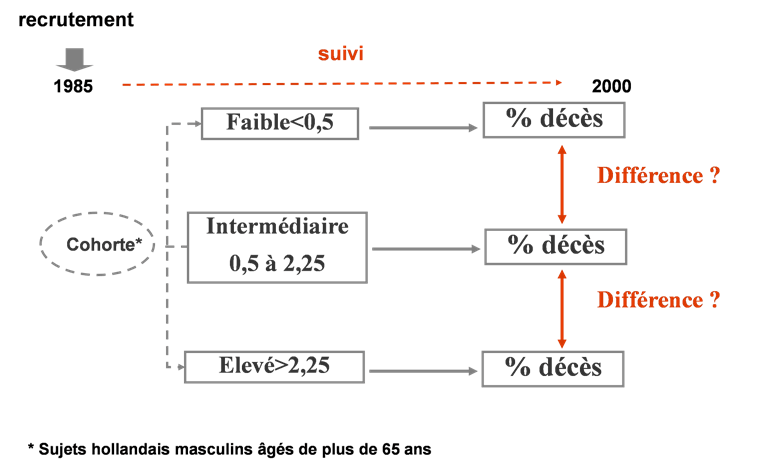 recrutement
suivi
1985
2000
Faible<0,5
% décès
Différence ?
Cohorte*
Intermédiaire
0,5 à 2,25
% décès
Différence ?
Elevé>2,25
% décès
* Sujets hollandais masculins âgés de plus de 65 ans